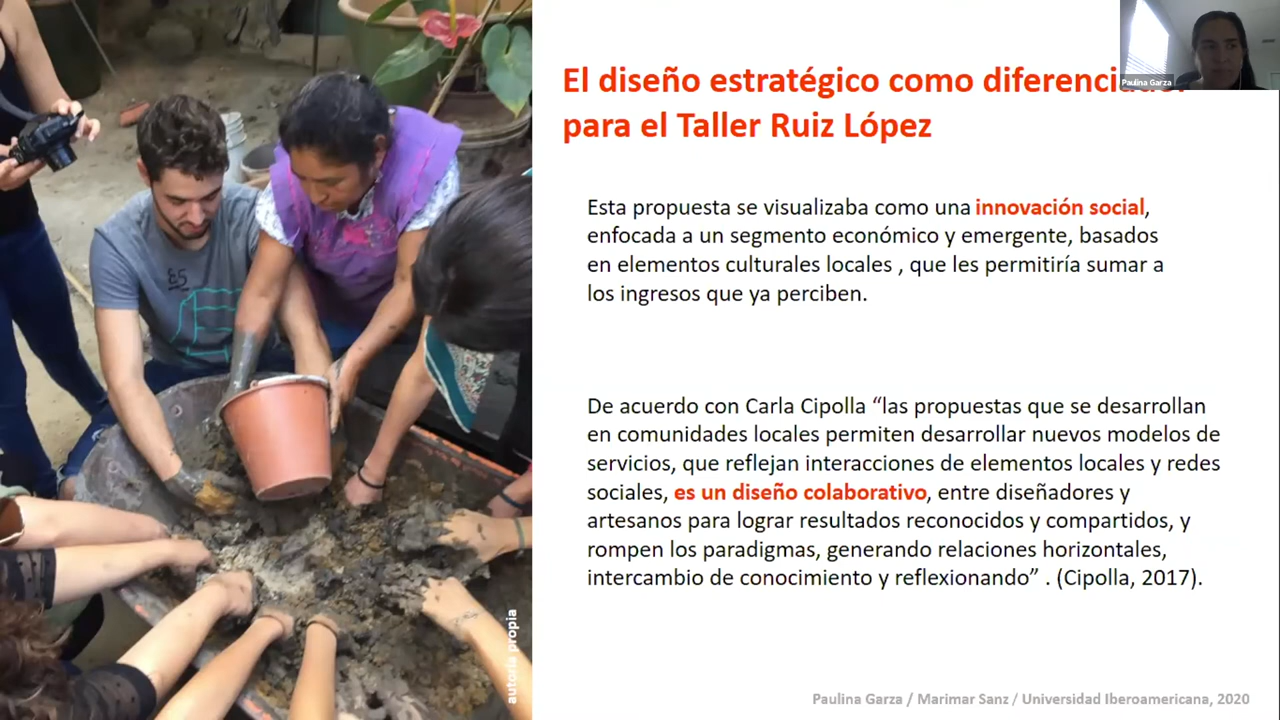 Paulina Garza
El diseño estratégico como
para el Taller Ruiz López
Esta propuesta se visualizaba como una innovación social,
enfocada a un segmento económico y emergente, basados
en elementos culturales locales , que les permitiría sumar a
los ingresos que ya perciben.
De acuerdo con Carla Cipolla “las propuestas que se desarrollan
en comunidades locales permiten desarrollar nuevos modelos de
servicios, que reflejan interacciones de elementos locales y redes
sociales, es un diseño colaborativo, entre diseñadores y
artesanos para lograr resultados reconocidos y compartidos, y
rompen los paradigmas, generando relaciones horizontales,
intercambio de conocimiento y reflexionando” . (Cipolla, 2017).
autoría propia
Paulina Garza / Marimar Sanz / Universidad Iberoamericana, 2020